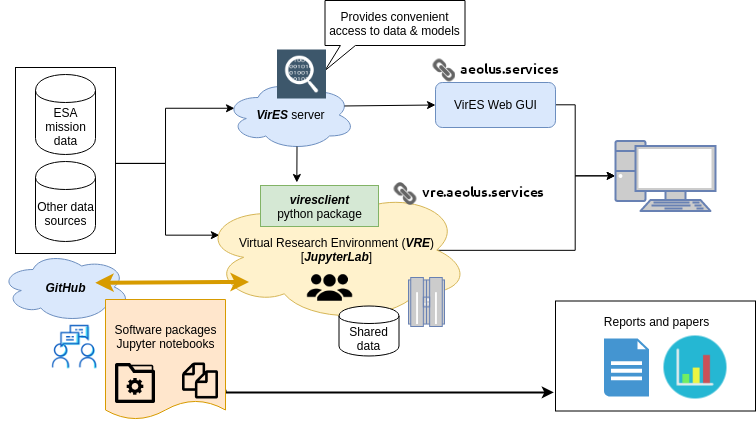 Provides convenient
access to data & models
aeolus.services
ESA
mission
data
VirES server
VirES Web GUI
Other data
sources
viresclient
python package
vre.aeolus.services
Virtual Research Environment (VRE)
[JupyterLab]
GitHub
Shared
data
Software packages
Jupyter notebooks
Reports and papers